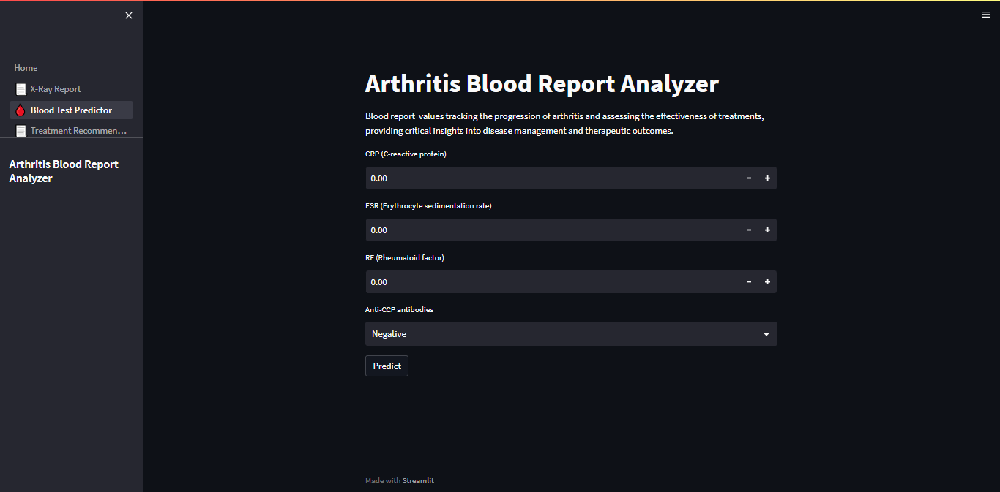 Home
X-Ray Report
Blood Test Predictor
Treatment Recommen…
Arthritis Blood Report
Analyzer
Arthritis Blood Report Analyzer
Blood report values tracking the progression of arthritis and assessing the effectiveness of treatments,
providing critical insights into disease management and therapeutic outcomes.
CRP (C-reactive protein)
0.00
ESR (Erythrocyte sedimentation rate)
0.00
RF (Rheumatoid factor)
0.00
Anti-CCP antibodies
Negative
Predict
Made with Streamlit